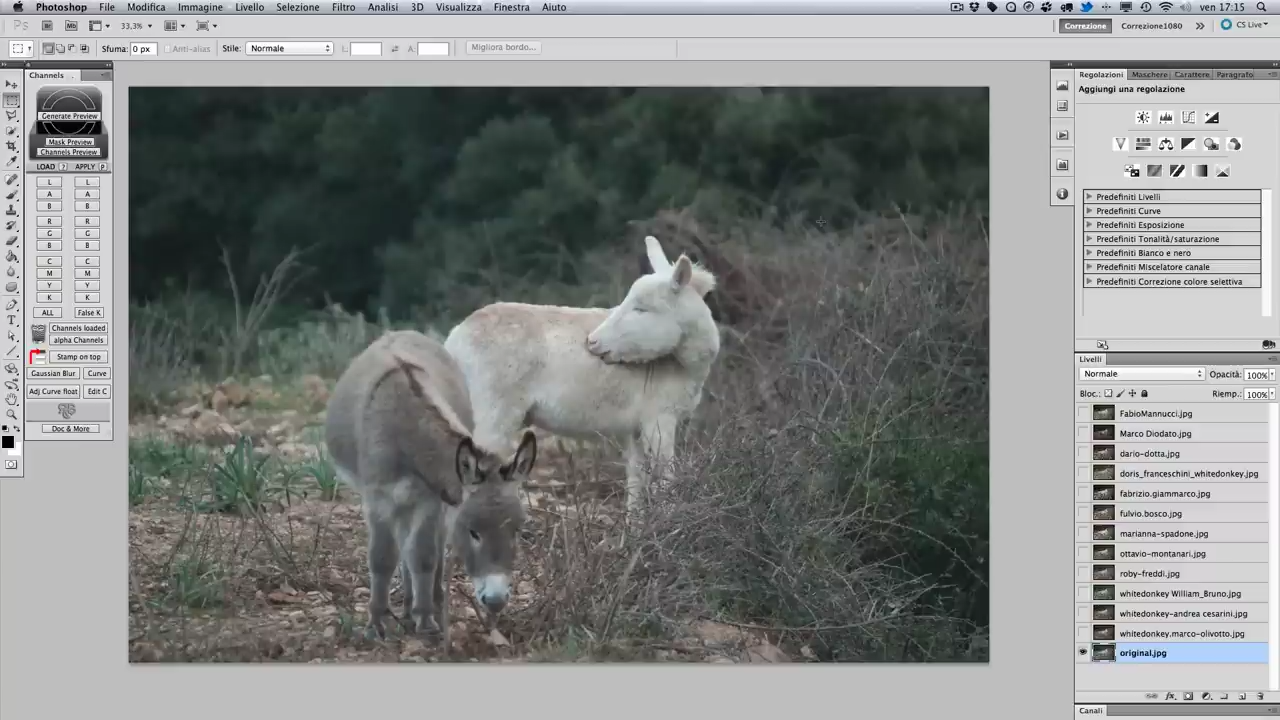 Photoshop File Modifica Immagine Livello Selezione Filtro Analisi 3D Visualizza Finestra Aiuto ven 17:15
Ps Br Mb 33,3% Correzione Correzione1080 CS Live
Sfuma: 0 px Anti-alias Stile: Normale L: A: Migliora bordo...
Channels
Generate Preview
Mask Preview
Channels Preview
LOAD ? APPLY P
L L
A A
B B
R R
G G
B B
C C
M M
Y Y
K K
ALL False K
Channels loaded
alpha Channels
Stamp on top
Gaussian Blur Curve
Adj Curve float Edit C
Doc & More
Regolazioni Maschere Carattere Paragrafo
Aggiungi una regolazione
Predefiniti Livelli
Predefiniti Curve
Predefiniti Esposizione
Predefiniti Tonalità/saturazione
Predefiniti Bianco e nero
Predefiniti Miscelatore canale
Predefiniti Correzione colore selettiva
Livelli
Normale Opacità: 100%
Bloc.: Riemp.: 100%
FabioMannucci.jpg
Marco Diodato.jpg
dario-dotta.jpg
doris_franceschini_whitedonkey.jpg
fabrizio.giammarco.jpg
fulvio.bosco.jpg
marianna-spadone.jpg
ottavio-montanari.jpg
roby-freddi.jpg
whitedonkey William_Bruno.jpg
whitedonkey-andrea cesarini.jpg
whitedonkey.marco-olivotto.jpg
original.jpg
Canali